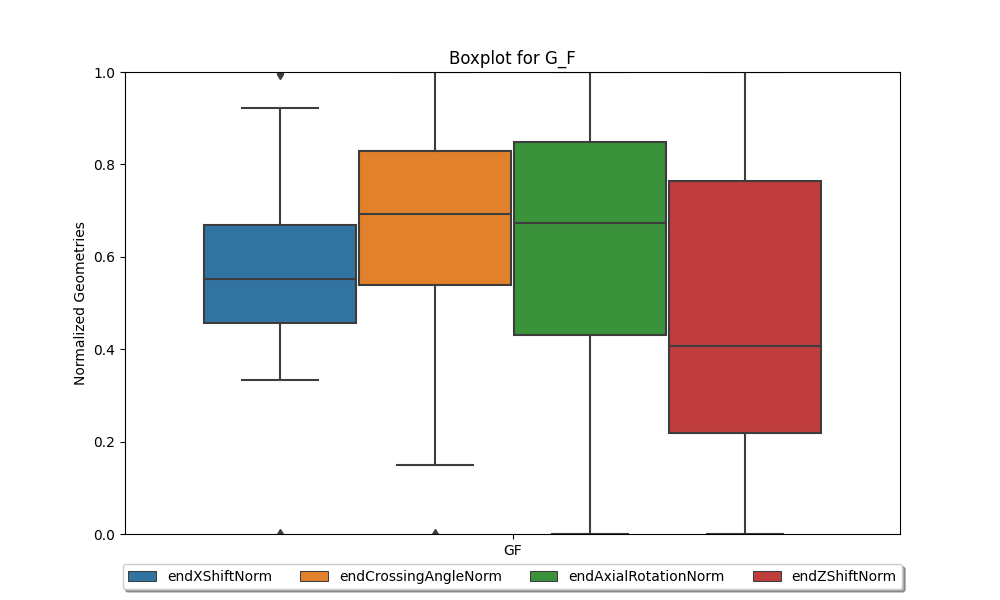 Boxplot for G_F
Normalized Geometries
1.0
0.8
0.6
0.4
0.2
0.0
GF
endXShiftNorm endCrossingAngleNorm endAxialRotationNorm endZShiftNorm